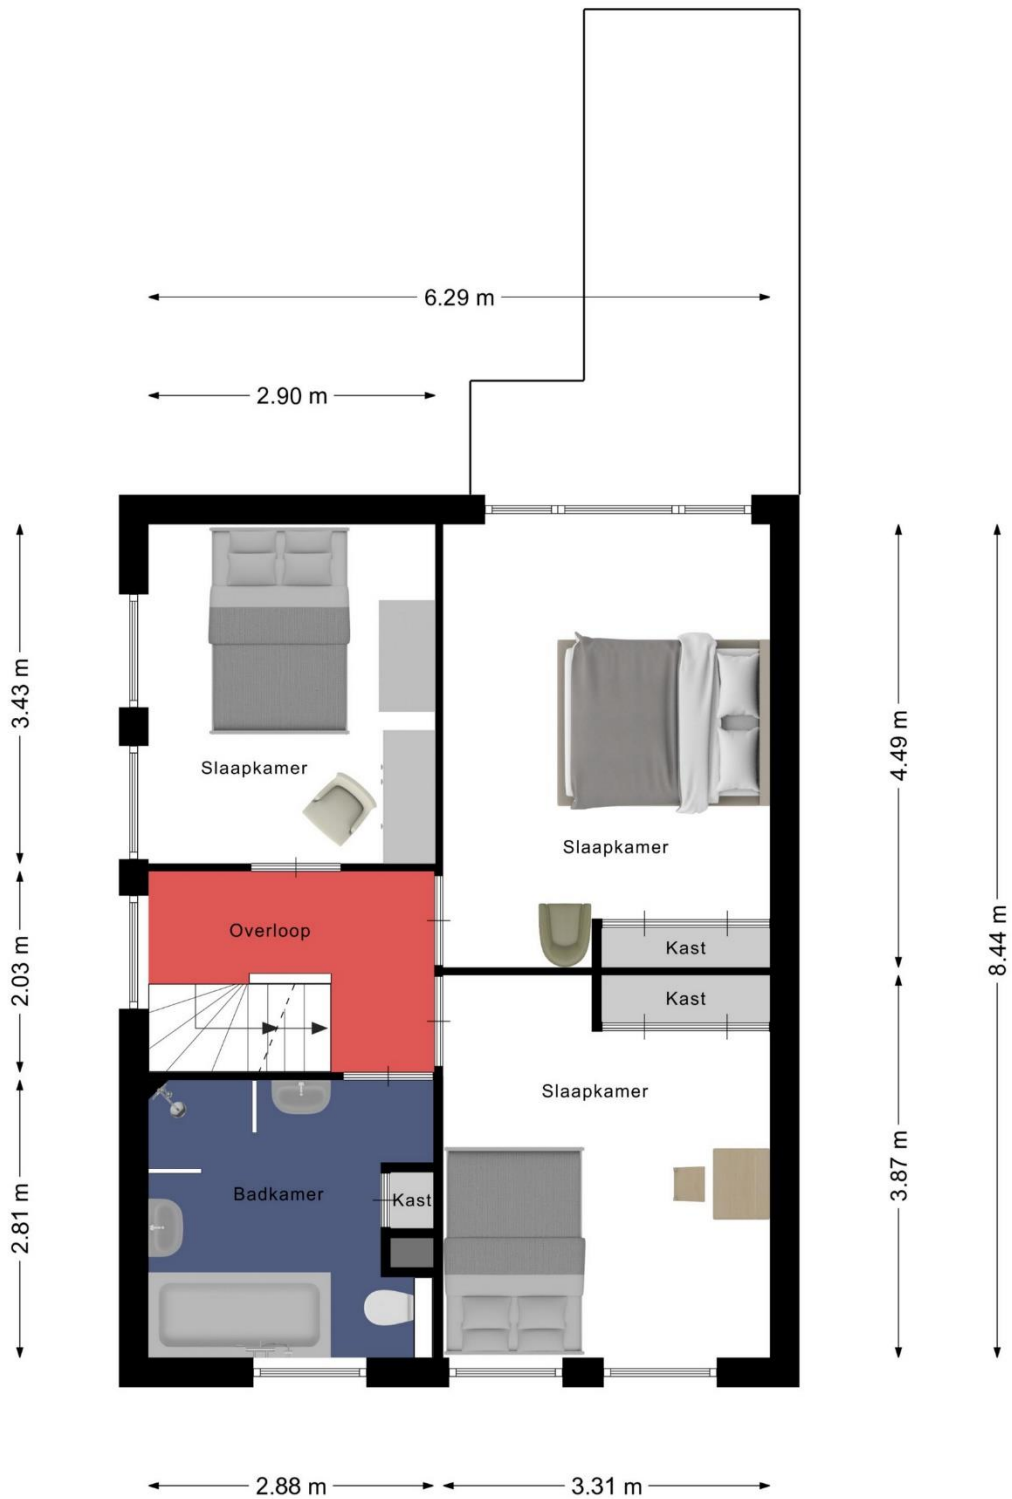 6.29 m
2.90 m
3.43 m
Slaapkamer
4.49 m
Slaapkamer
Overloop
2.03 m
Kast
8.44 m
Kast
Slaapkamer
Badkamer
Kast
2.81 m
3.87 m
2.88 m
3.31 m